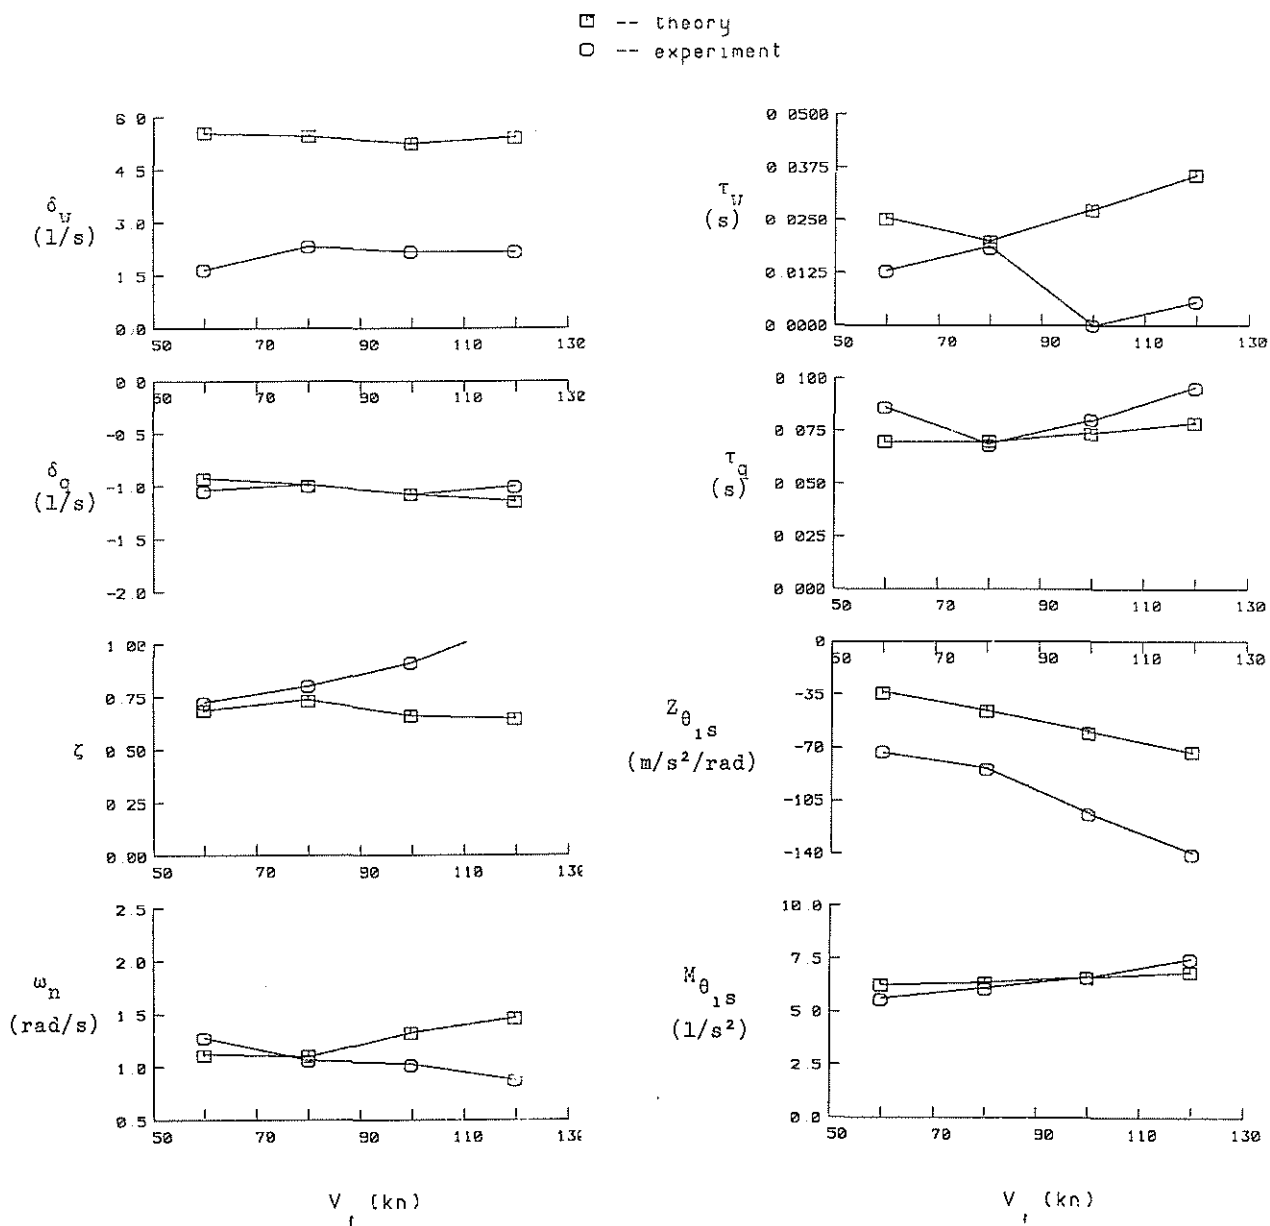 □ -- theory
○ -- experiment
6 0
4 5
3.0
1 5
0.0
δ_w
(1/s)
50 70 90 110 130
0 0
-0 5
-1.0
-1 5
-2.0
δ_q
(1/s)
50 70 90 110 130
1 00
0.75
0 50
0 25
0.00
ζ
50 70 90 110 130
2.5
2.0
1 5
1.0
0.5
ω_n
(rad/s)
50 70 90 110 130
V_f (kn)
0 0500
0 0375
0 0250
0.0125
0 0000
τ_w
(s)
50 70 90 110 130
0 100
0.075
0 050
0 025
0 000
τ_q
(s)
50 70 90 110 130
0
-35
-70
-105
-140
Z_θ_1s
(m/s²/rad)
50 70 90 110 130
10.0
7.5
5 0
2.5
0.0
M_θ_1s
(1/s²)
50 70 90 110 130
V_f (kn)